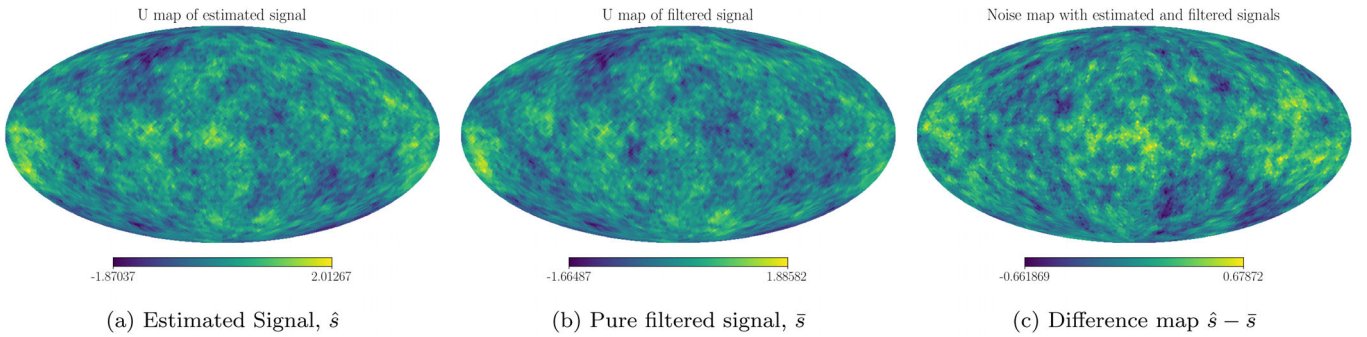 U map of estimated signal
U map of filtered signal
Noise map with estimated and filtered signals
-1.87037 2.01267
-1.66487 1.88582
-0.661869 0.67872
(a) Estimated Signal, ŝ
(b) Pure filtered signal, s̄
(c) Difference map ŝ − s̄